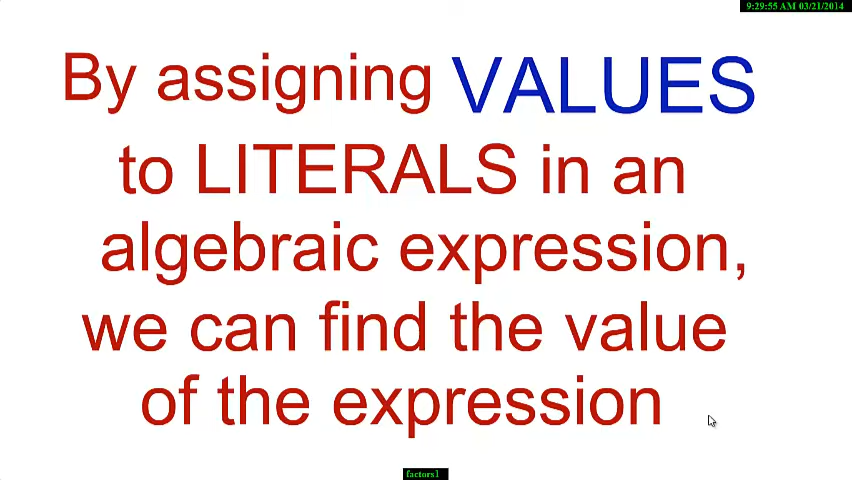 9:29:55 AM 03/21/2014
By assigning VALUES
to LITERALS in an
algebraic expression,
we can find the value
of the expression
factors1